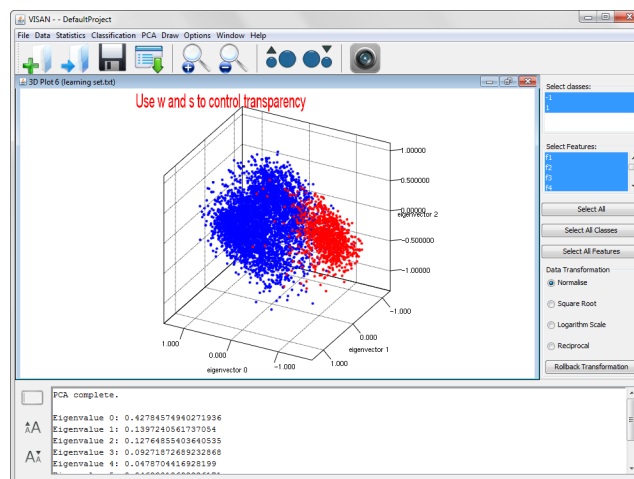 VISAN - - DefaultProject
File Data Statistics Classification PCA Draw Options Window Help
3D Plot 6 (learning set.txt)
Use w and s to control transparency
1.00000
0.500000
0.00000
eigenvector 2
-0.500000
-1.00000
-1.000
0.000
eigenvector 1
1.000
1.000
0.000
eigenvector 0
-1.000
Select classes:
-1
1
Select Features:
f1
f2
f3
f4
Select All
Select All Classes
Select All Features
Data Transformation
Normalise
Square Root
Logarithm Scale
Reciprocal
Rollback Transformation
PCA complete.
Eigenvalue 0: 0.42784574940271936
Eigenvalue 1: 0.1397240561737054
Eigenvalue 2: 0.12764855403640535
Eigenvalue 3: 0.09271872689232868
Eigenvalue 4: 0.0478704416928199
AA
AA